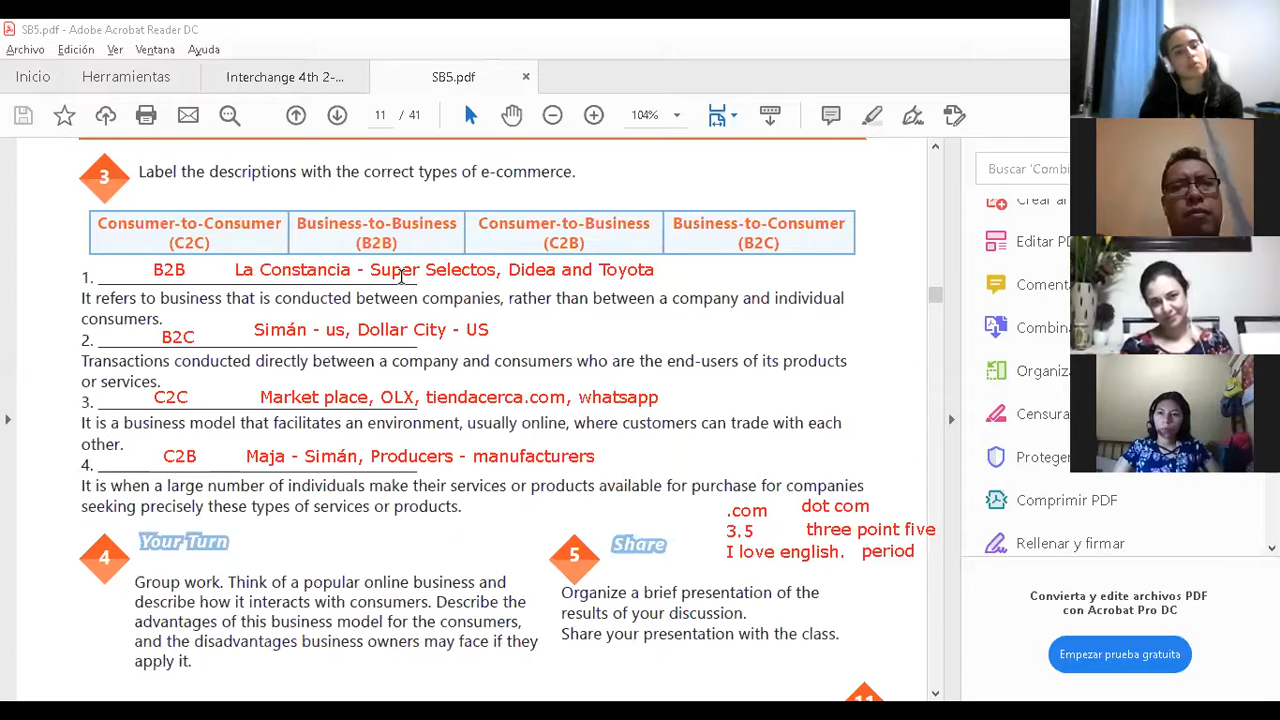 SB5.pdf - Adobe Acrobat Reader DC
Archivo Edición Ver Ventana Ayuda
Inicio Herramientas Interchange 4th 2-... SB5.pdf ×
11 / 41 104%
3 Label the descriptions with the correct types of e-commerce.
Consumer-to-Consumer (C2C) Business-to-Business (B2B) Consumer-to-Business (C2B) Business-to-Consumer (B2C)
B2B La Constancia - Super Selectos, Didea and Toyota
1. ____________
It refers to business that is conducted between companies, rather than between a company and individual
consumers.
B2C Simán - us, Dollar City - US
2. ____________
Transactions conducted directly between a company and consumers who are the end-users of its products
or services.
C2C Market place, OLX, tiendacerca.com, whatsapp
3. ____________
It is a business model that facilitates an environment, usually online, where customers can trade with each
other.
C2B Maja - Simán, Producers - manufacturers
4. ____________
It is when a large number of individuals make their services or products available for purchase for companies
seeking precisely these types of services or products.
.com dot com
3.5 three point five
I love english. period
4 Your Turn
Group work. Think of a popular online business and
describe how it interacts with consumers. Describe the
advantages of this business model for the consumers,
and the disadvantages business owners may face if they
apply it.
5 Share
Organize a brief presentation of the
results of your discussion.
Share your presentation with the class.
11
Buscar 'Combi
Crear ar
Editar PD
Coment
Combin
Organiz
Censura
Proteger
Comprimir PDF
Rellenar y firmar
Convierta y edite archivos PDF
con Acrobat Pro DC
Empezar prueba gratuita